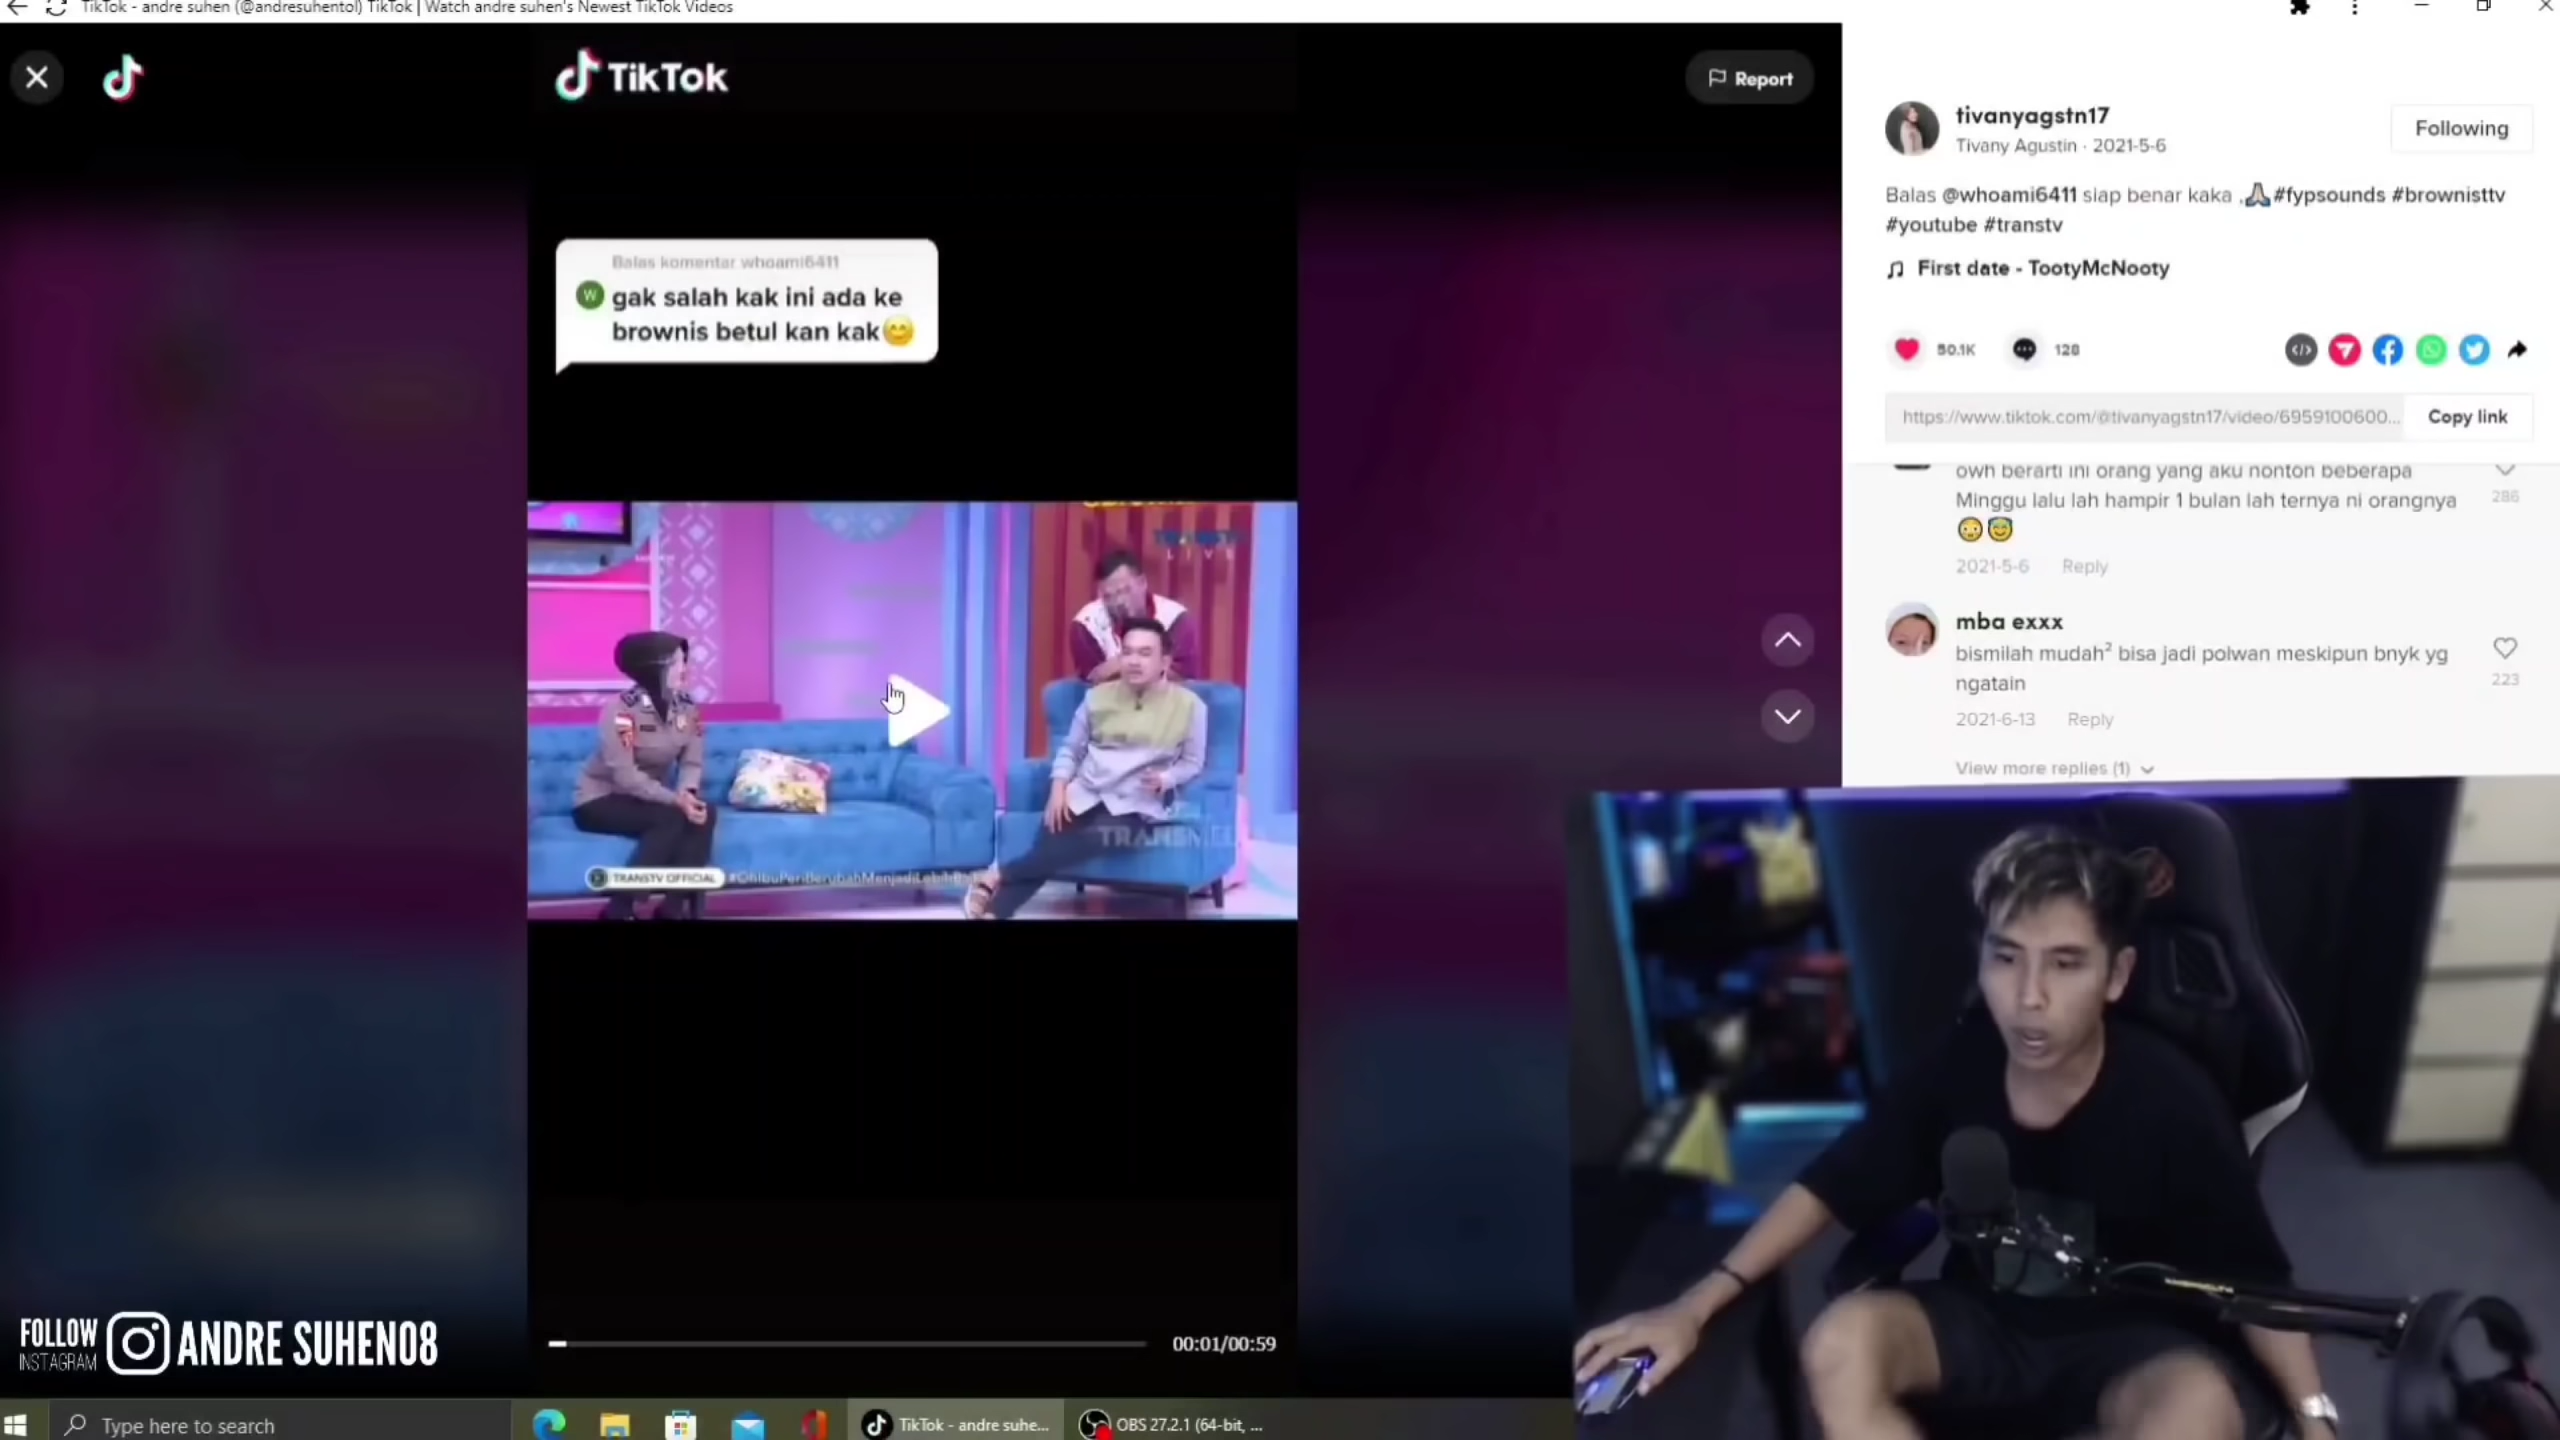 TikTok - andre suhen (@andresuhentol) TikTok | Watch andre suhen's Newest TikTok Videos
TikTok
Report
Balas komentar whoami6411
W
gak salah kak ini ada ke
brownis betul kan kak😊
LIVE
TRANSTV OFFICIAL
00:01/00:59
tivanyagstn17
Tivany Agustin · 2021-5-6
Following
Balas @whoami6411 siap benar kaka ,🙏🏼#fypsounds #brownisttv
#youtube #transtv
First date - TootyMcNooty
50.1K
128
https://www.tiktok.com/@tivanyagstn17/video/6959100600...
Copy link
owh berarti ini orang yang aku nonton beberapa
Minggu lalu lah hampir 1 bulan lah ternya ni orangnya
😳😇
286
2021-5-6 Reply
mba exxx
bismilah mudah² bisa jadi polwan meskipun bnyk yg
ngatain
223
2021-6-13 Reply
View more replies (1)
FOLLOW
INSTAGRAM
ANDRE SUHEN08
Type here to search
TikTok - andre suhe...
OBS 27.2.1 (64-bit, ...